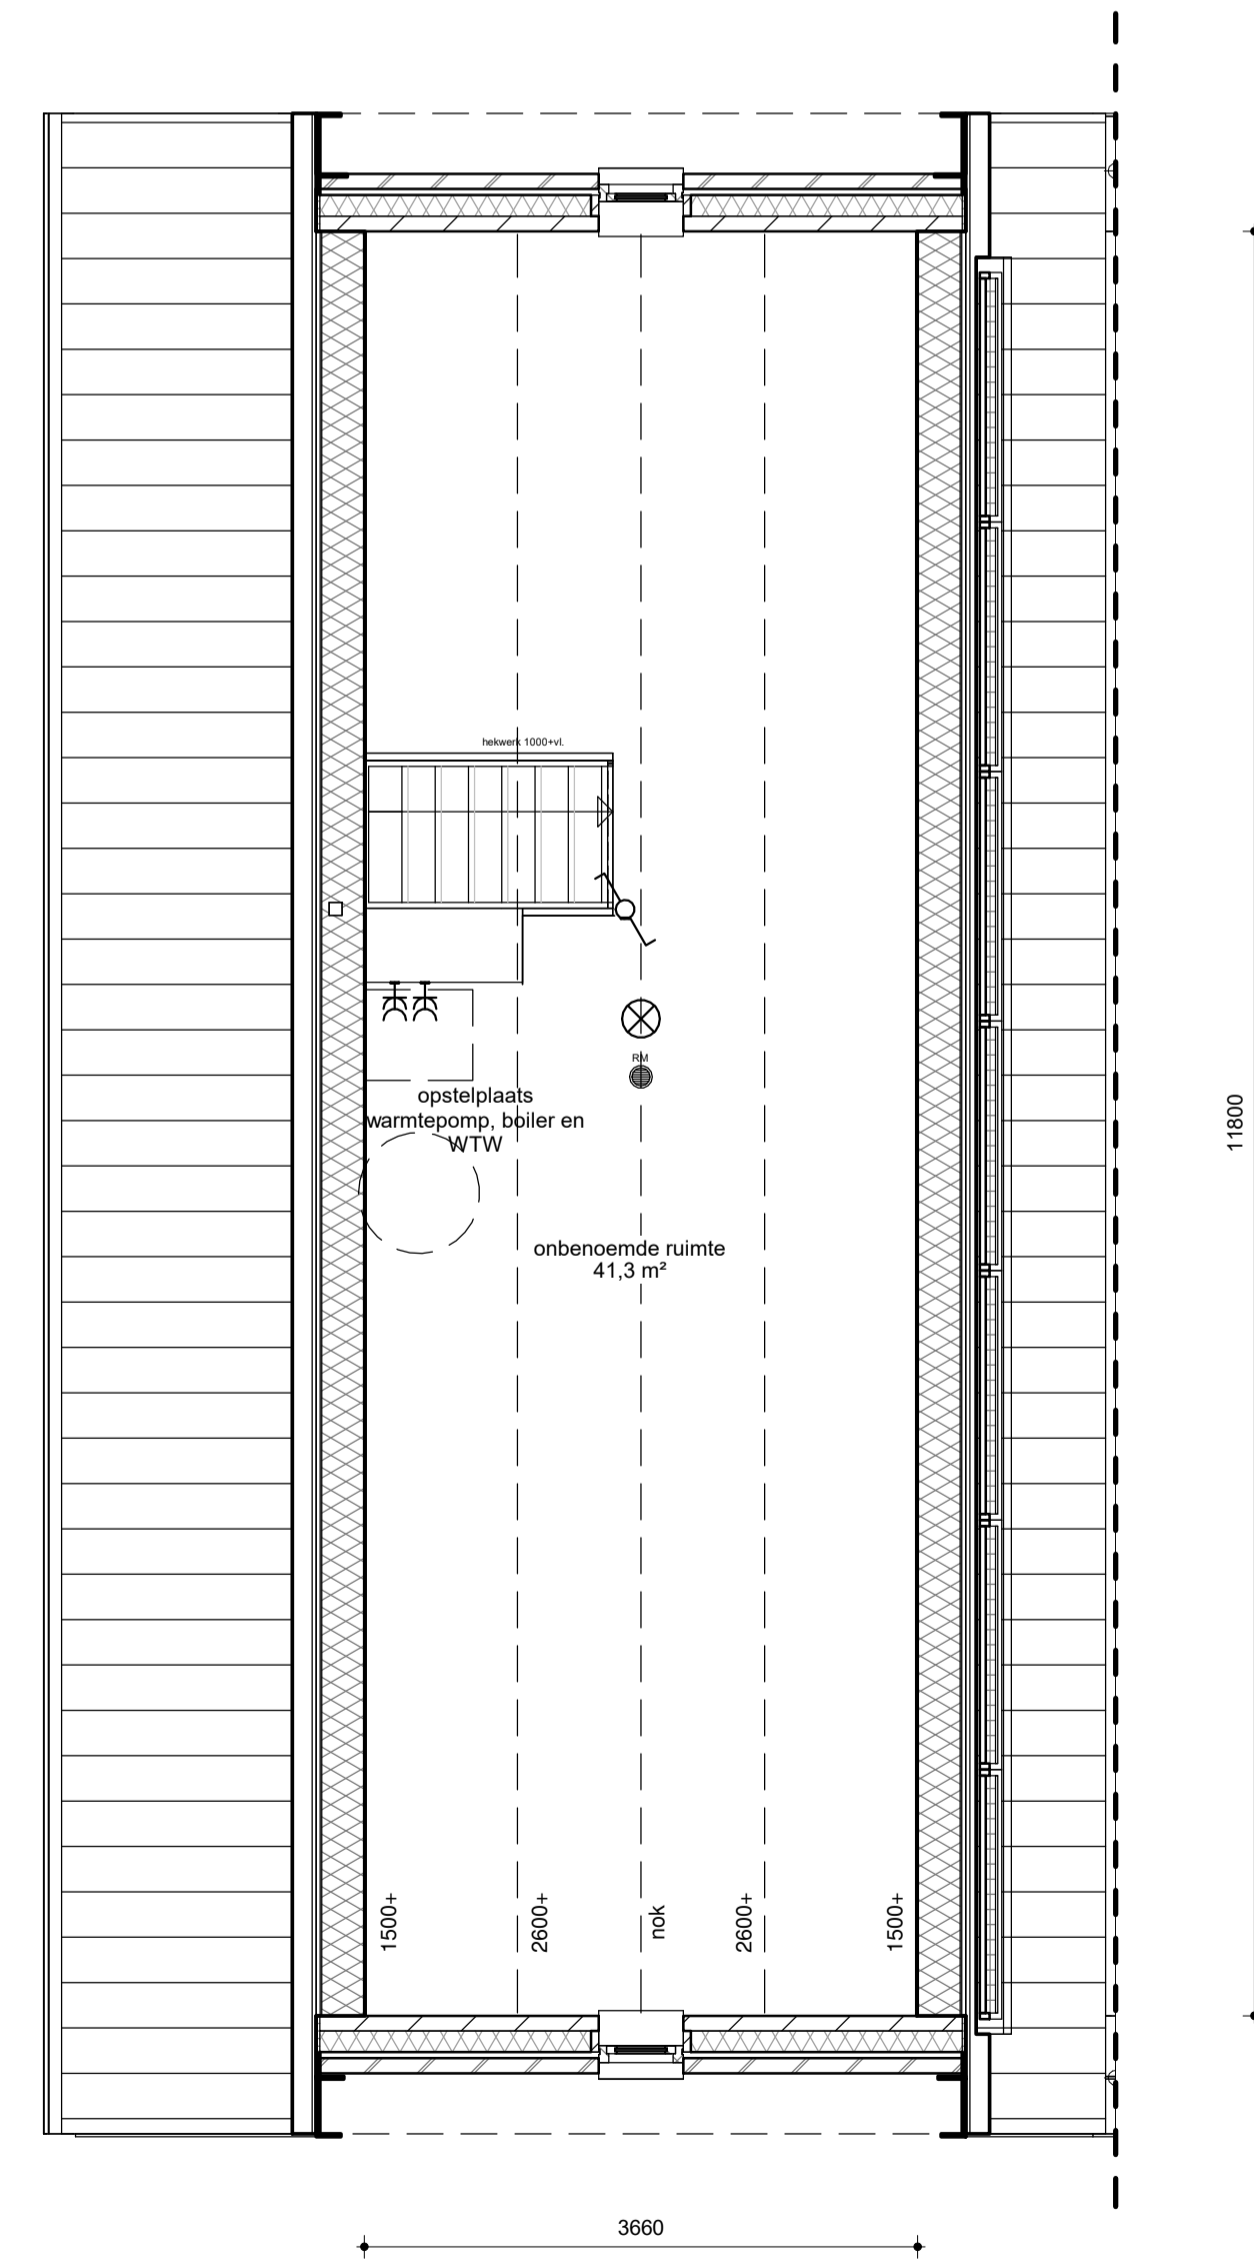 hekwerk 1000+vl.
RM
opstelplaats
warmtepomp, boiler en
WTW
onbenoemde ruimte
41,3 m²
11800
1500+
2600+
nok
2600+
1500+
3660